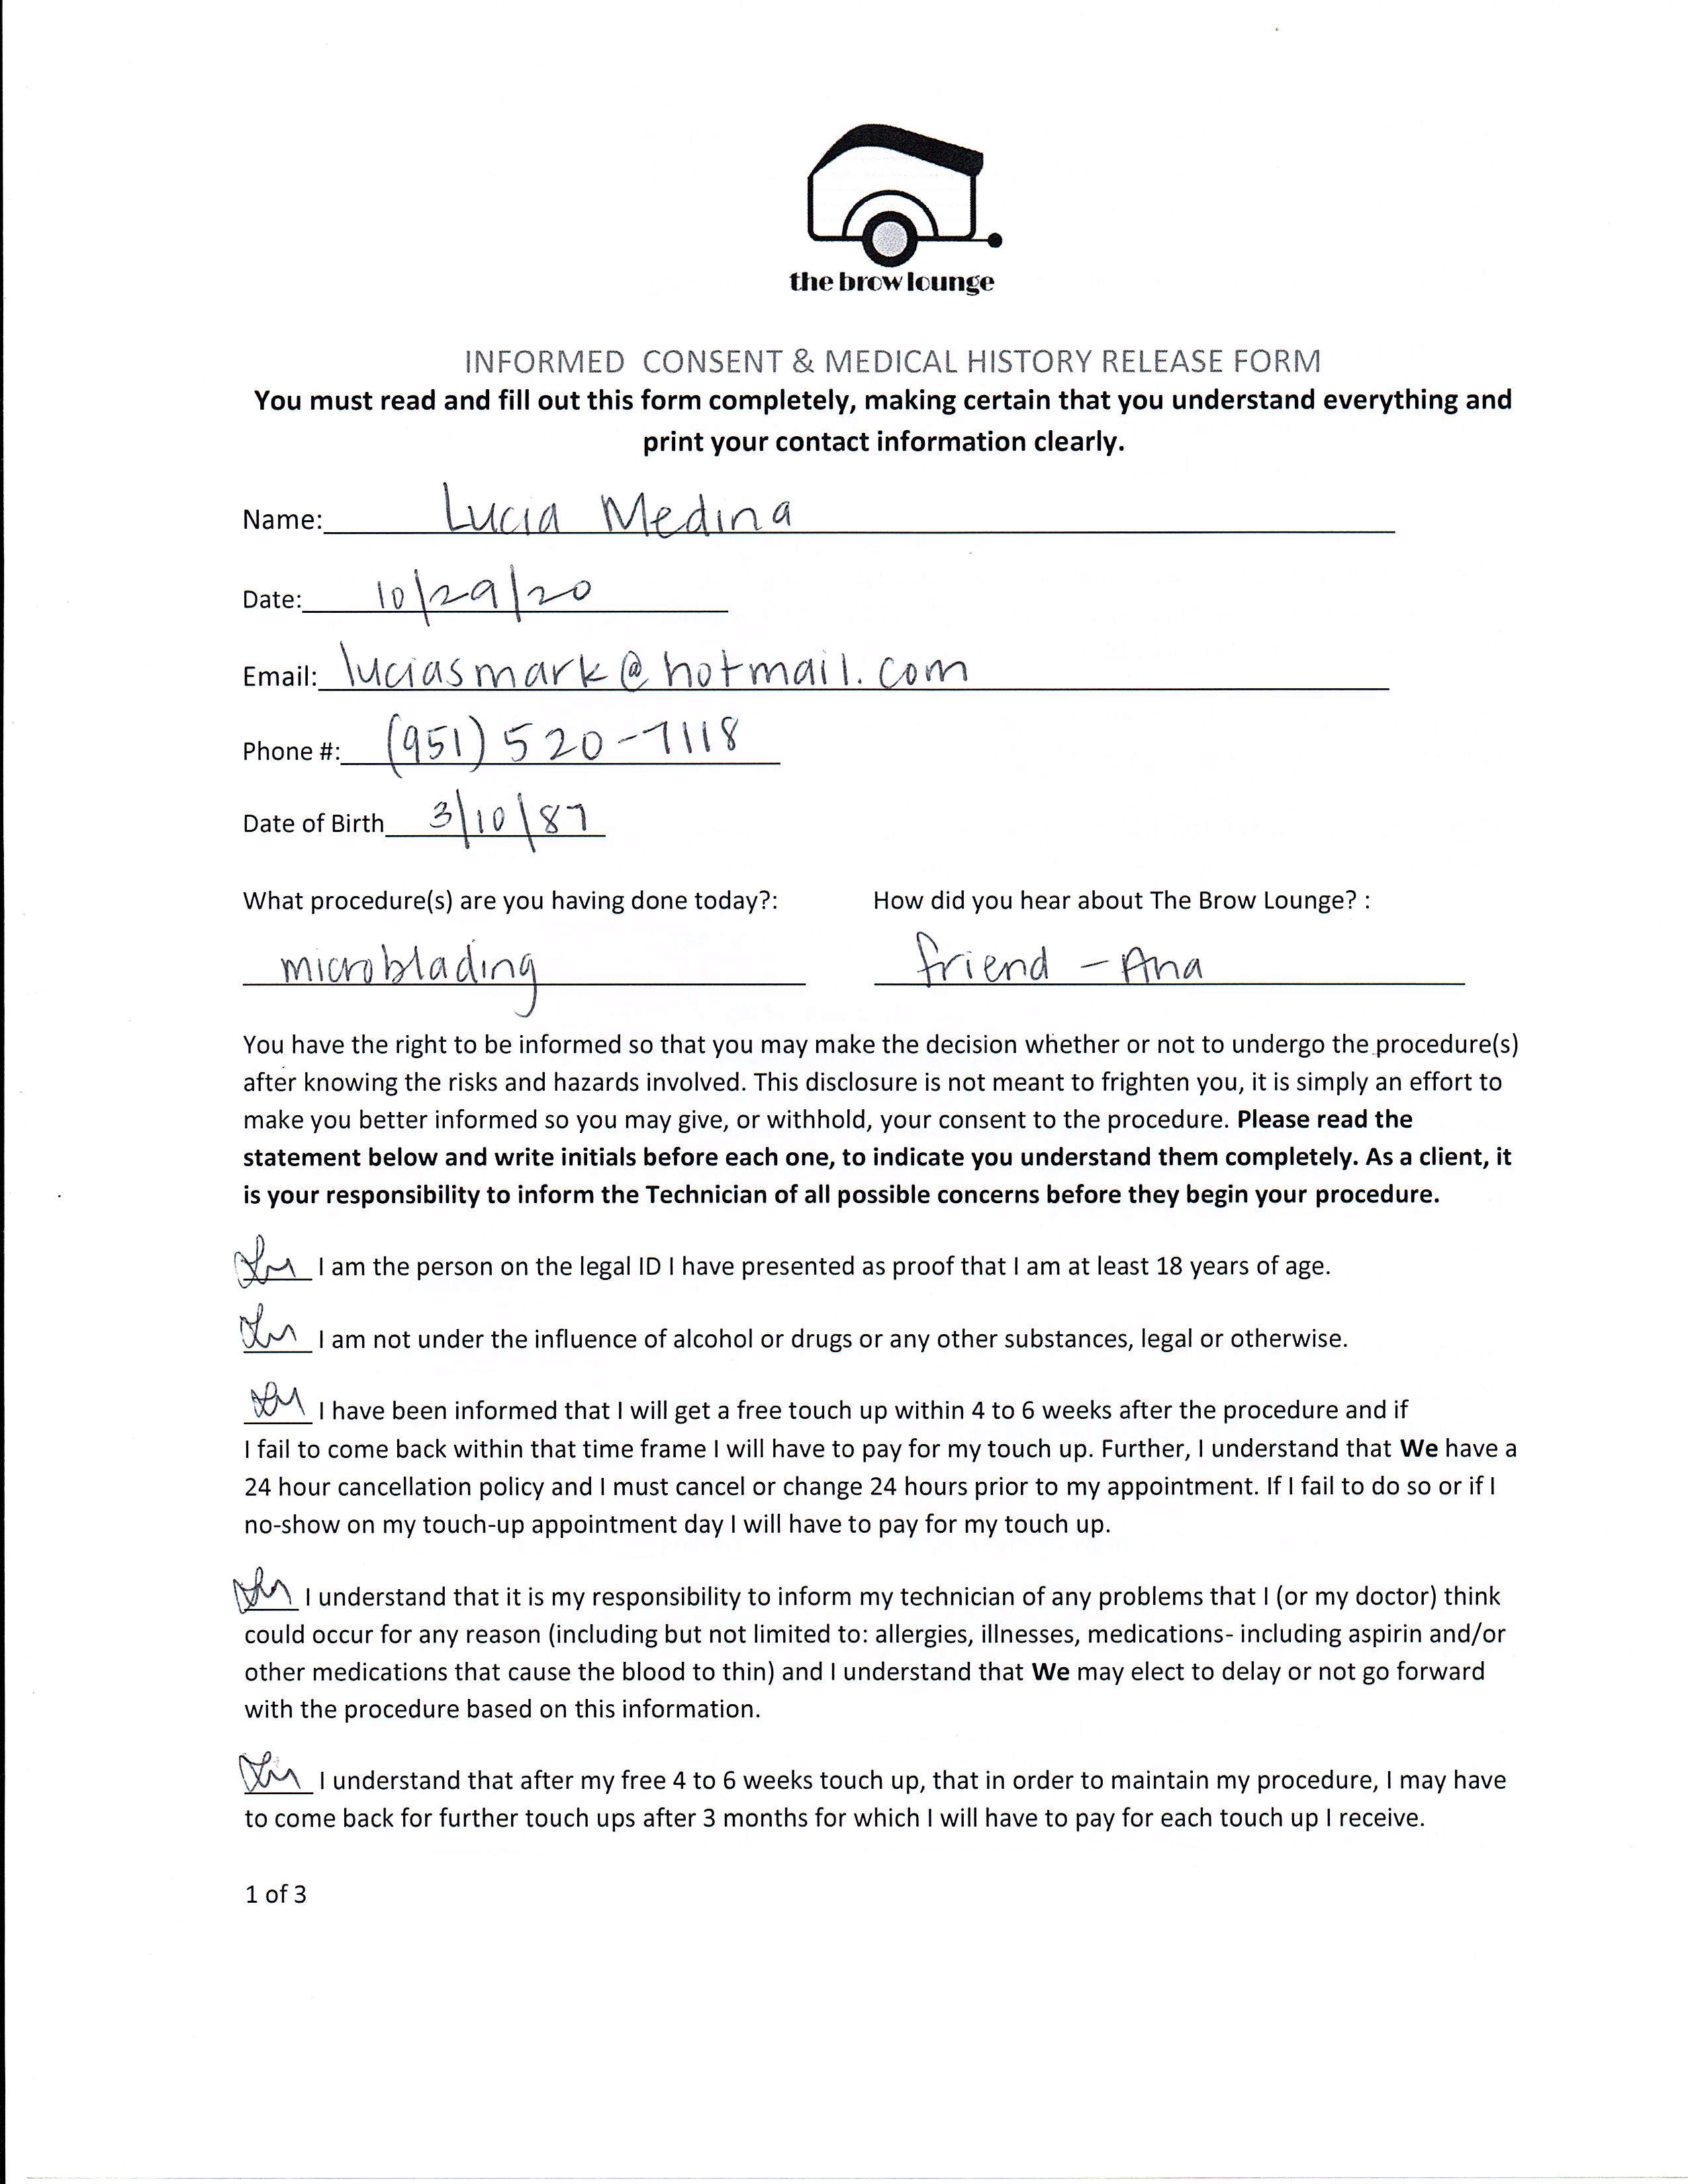 the brow lounge
INFORMED CONSENT & MEDICAL HISTORY RELEASE FORM
You must read and fill out this form completely, making certain that you understand everything and
print your contact information clearly.
Name: Lucia Medina
Date: 10/29/20
Email: luciasmark@hotmail.com
Phone #: (951) 520-7118
Date of Birth 3/10/87
What procedure(s) are you having done today?: How did you hear about The Brow Lounge? :
microblading friend - Ana
You have the right to be informed so that you may make the decision whether or not to undergo the procedure(s)
after knowing the risks and hazards involved. This disclosure is not meant to frighten you, it is simply an effort to
make you better informed so you may give, or withhold, your consent to the procedure. Please read the
statement below and write initials before each one, to indicate you understand them completely. As a client, it
is your responsibility to inform the Technician of all possible concerns before they begin your procedure.
I am the person on the legal ID I have presented as proof that I am at least 18 years of age.
I am not under the influence of alcohol or drugs or any other substances, legal or otherwise.
I have been informed that I will get a free touch up within 4 to 6 weeks after the procedure and if
I fail to come back within that time frame I will have to pay for my touch up. Further, I understand that We have a
24 hour cancellation policy and I must cancel or change 24 hours prior to my appointment. If I fail to do so or if I
no-show on my touch-up appointment day I will have to pay for my touch up.
I understand that it is my responsibility to inform my technician of any problems that I (or my doctor) think
could occur for any reason (including but not limited to: allergies, illnesses, medications- including aspirin and/or
other medications that cause the blood to thin) and I understand that We may elect to delay or not go forward
with the procedure based on this information.
I understand that after my free 4 to 6 weeks touch up, that in order to maintain my procedure, I may have
to come back for further touch ups after 3 months for which I will have to pay for each touch up I receive.
1 of 3